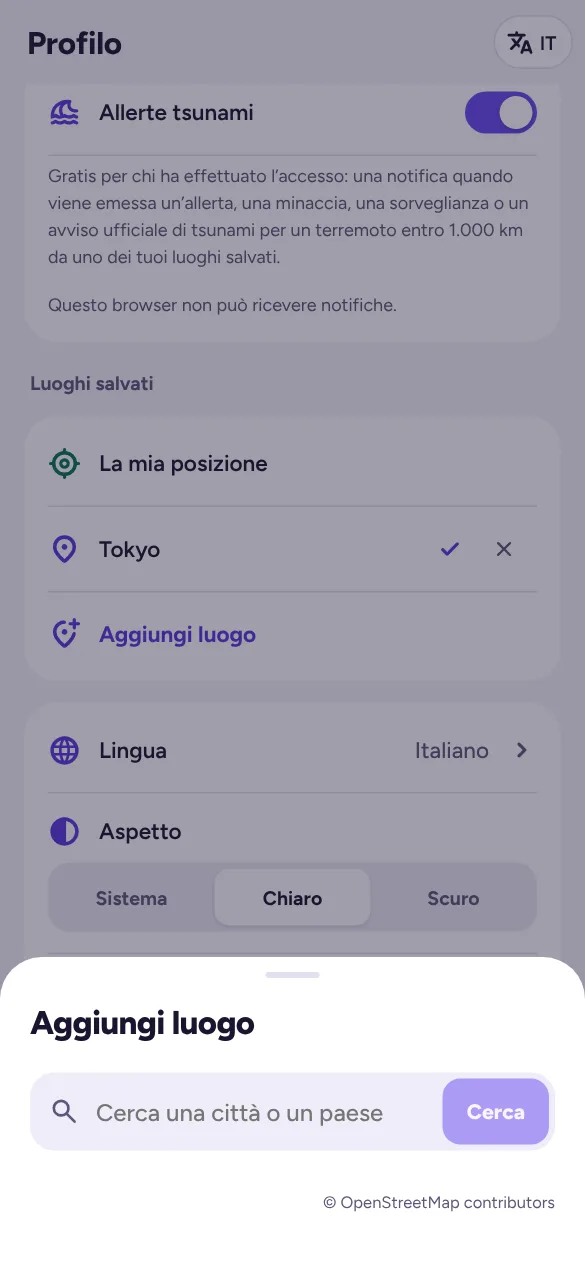 Profilo
IT
Allerte tsunami
Gratis per chi ha effettuato l’accesso: una notifica quando
viene emessa un’allerta, una minaccia, una sorveglianza o un
avviso ufficiale di tsunami per un terremoto entro 1.000 km
da uno dei tuoi luoghi salvati.
Questo browser non può ricevere notifiche.
Luoghi salvati
La mia posizione
Tokyo
Aggiungi luogo
Lingua
Italiano
Aspetto
Sistema
Chiaro
Scuro
Aggiungi luogo
Cerca una città o un paese
Cerca
© OpenStreetMap contributors